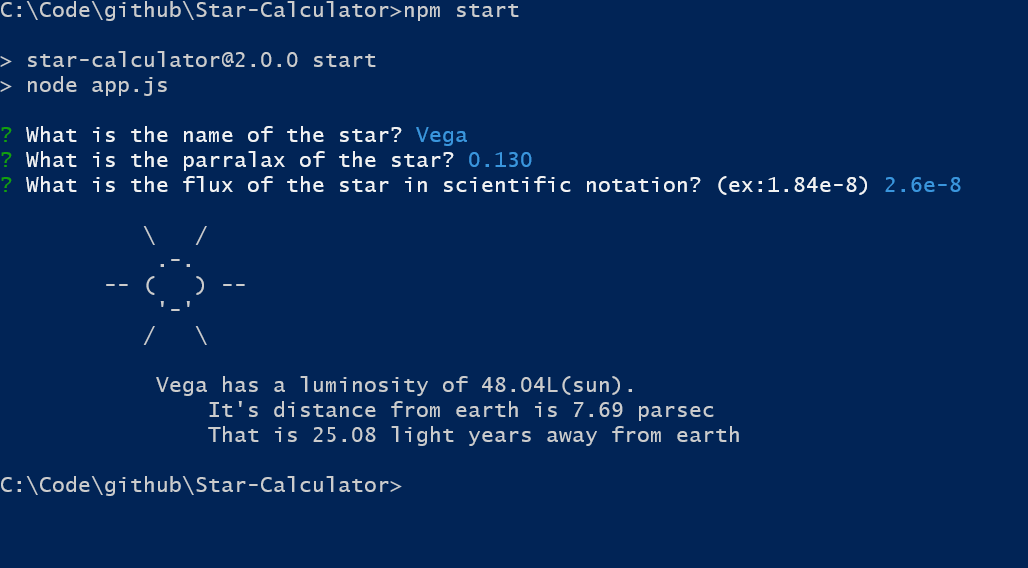 C:\Code\github\Star-Calculator>npm start
> star-calculator@2.0.0 start
> node app.js
? What is the name of the star? Vega
? What is the parralax of the star? 0.130
? What is the flux of the star in scientific notation? (ex:1.84e-8) 2.6e-8
\   /
.-.
-- (   ) --
'-'
/   \
Vega has a luminosity of 48.04L(sun).
It's distance from earth is 7.69 parsec
That is 25.08 light years away from earth
C:\Code\github\Star-Calculator>